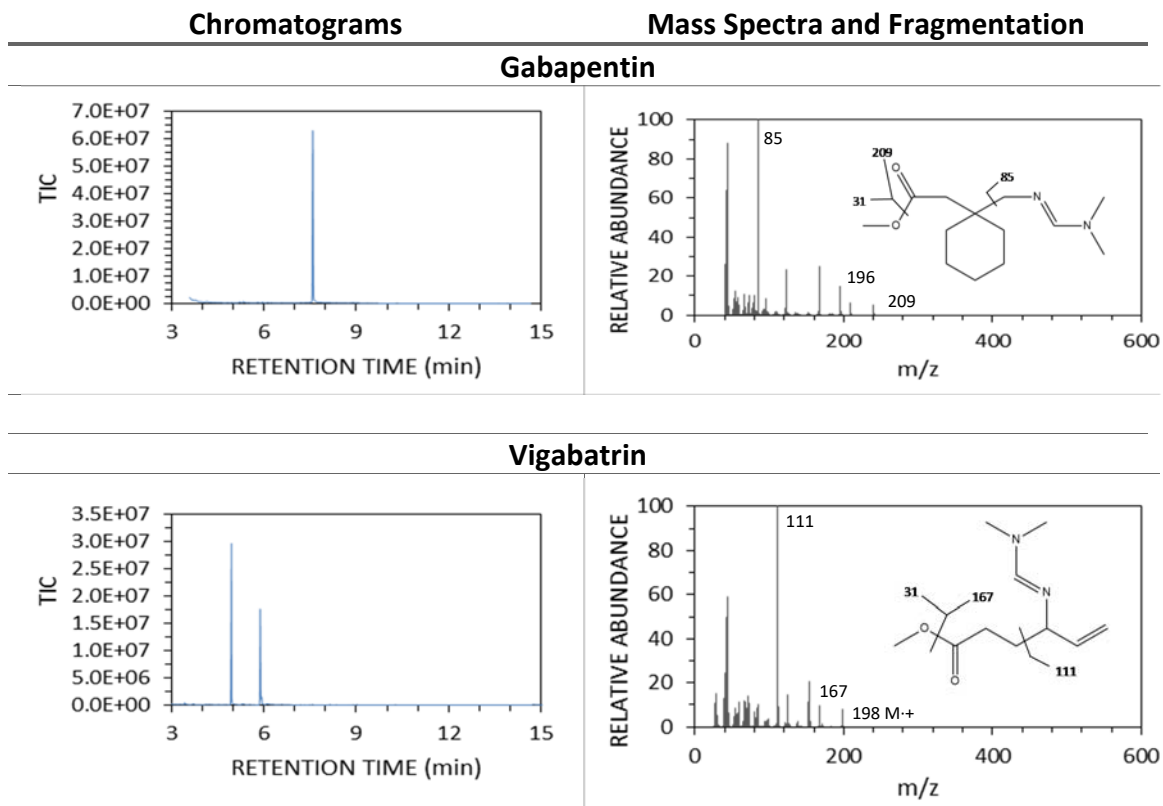 Chromatograms
Mass Spectra and Fragmentation
Gabapentin
7.0E+07
6.0E+07
5.0E+07
4.0E+07
3.0E+07
2.0E+07
1.0E+07
0.0E+00
TIC
3 6 9 12 15
RETENTION TIME (min)
100
80
60
40
20
0
RELATIVE ABUNDANCE
85
196
209
209
O
31
O
85
N
N
0 200 400 600
m/z
Vigabatrin
3.5E+07
3.0E+07
2.5E+07
2.0E+07
1.5E+07
1.0E+07
5.0E+06
0.0E+00
TIC
3 6 9 12 15
RETENTION TIME (min)
100
80
60
40
20
0
RELATIVE ABUNDANCE
111
167
198 M·+
N
N
31
167
O
O
111
0 200 400 600
m/z